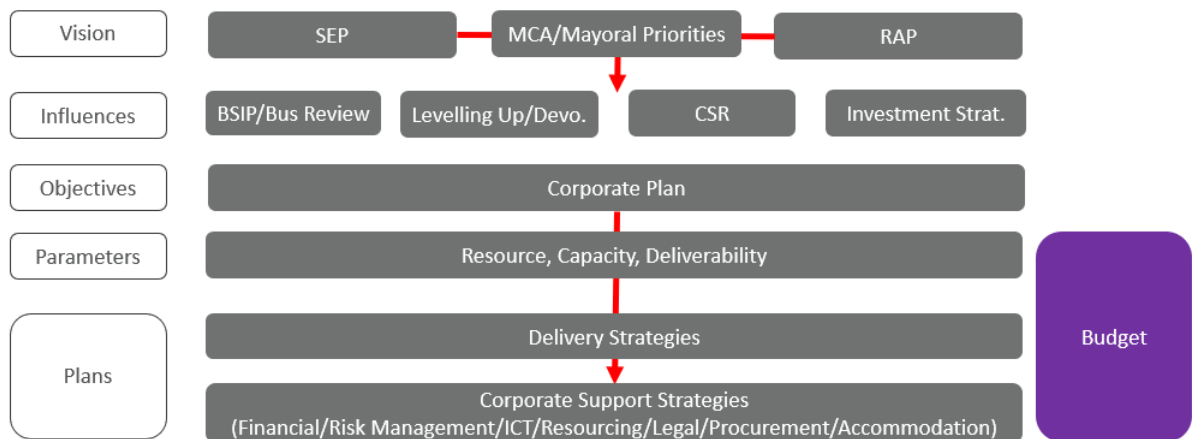 Vision
SEP
MCA/Mayoral Priorities
RAP
Influences
BSIP/Bus Review
Levelling Up/Devo.
CSR
Investment Strat.
Objectives
Corporate Plan
Parameters
Resource, Capacity, Deliverability
Plans
Delivery Strategies
Budget
Corporate Support Strategies
(Financial/Risk Management/ICT/Resourcing/Legal/Procurement/Accommodation)